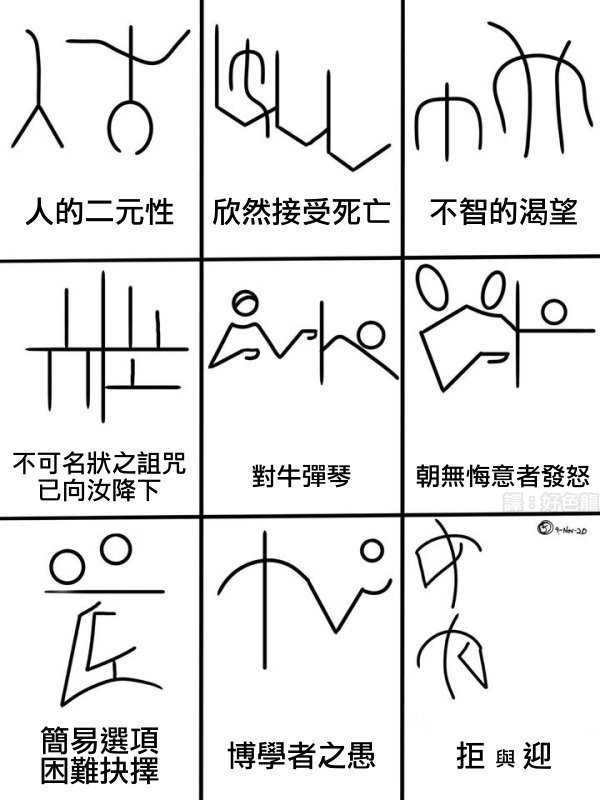 人的二元性
欣然接受死亡
不智的渴望
不可名狀之詛咒
已向汝降下
對牛彈琴
朝無悔意者發怒
譯:好色龍
9-Nov-20
簡易選項
困難抉擇
博學者之愚
拒與迎